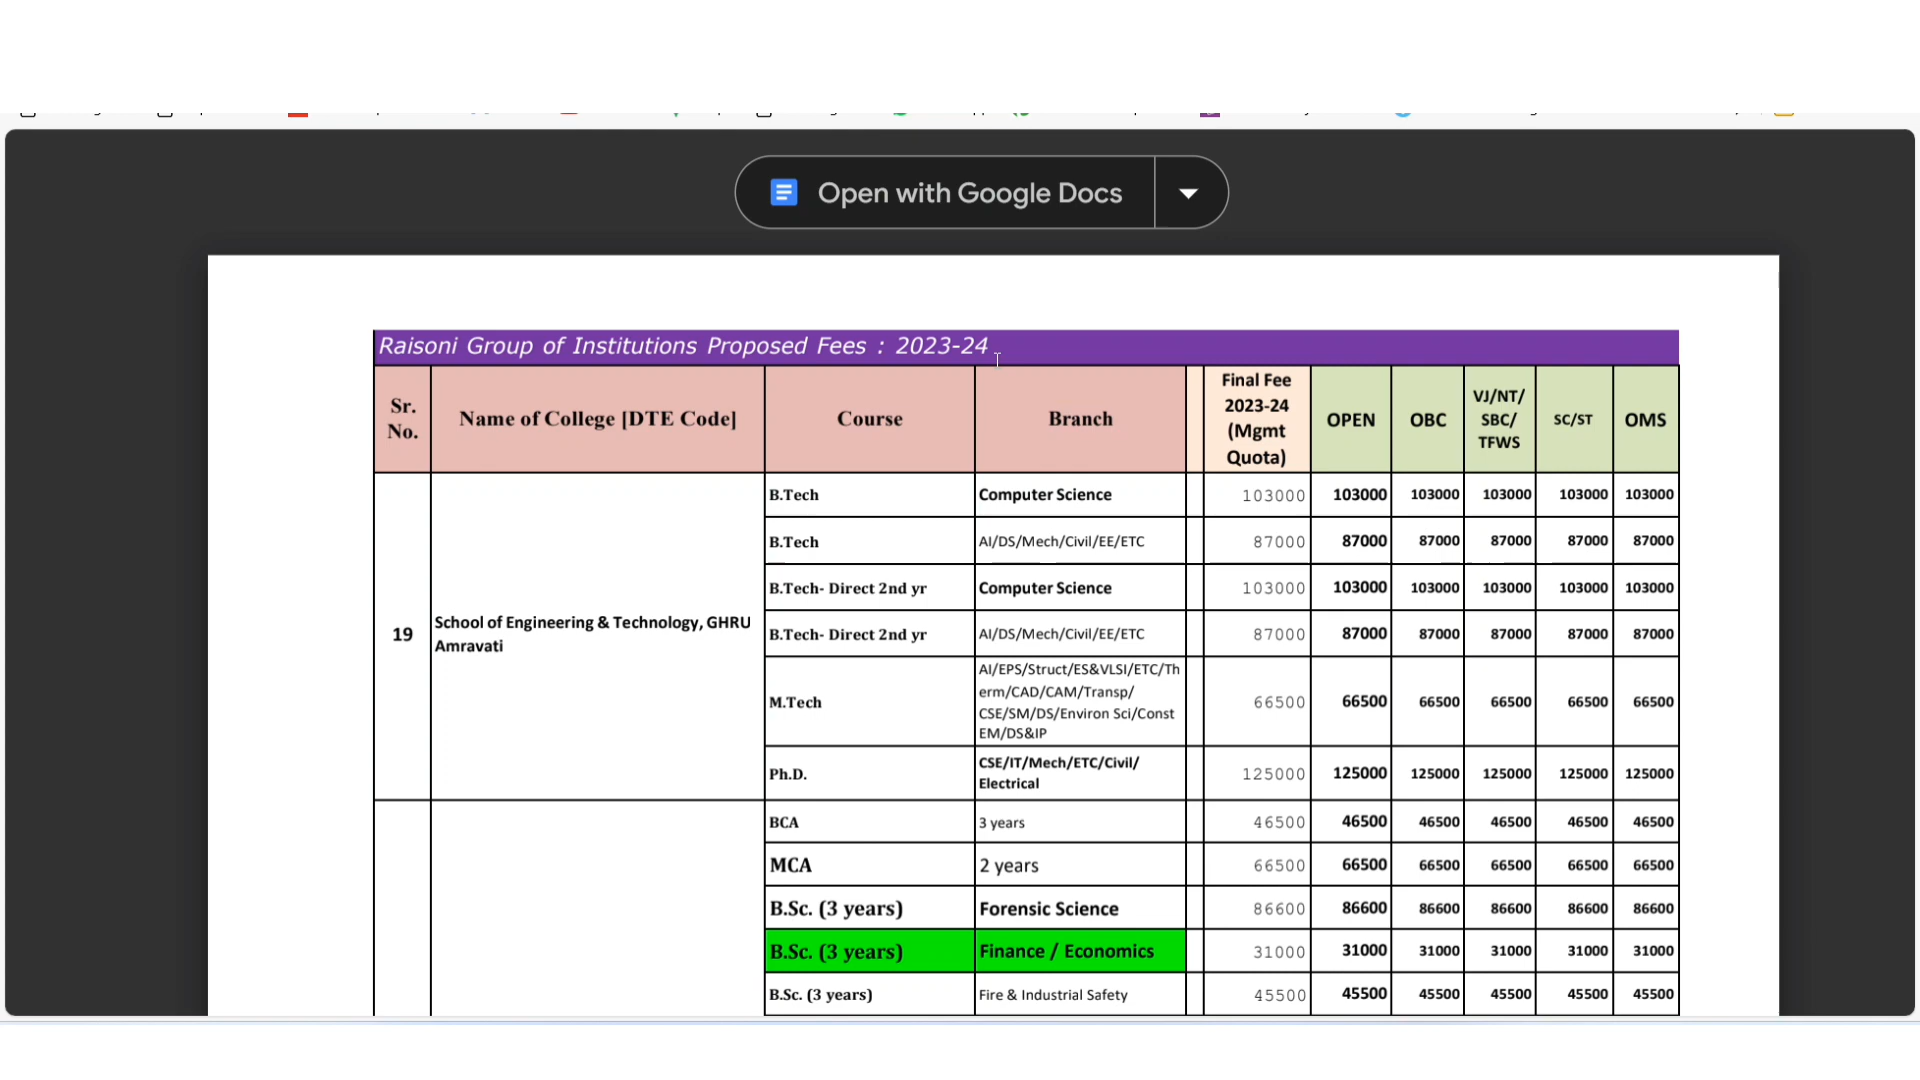 Open with Google Docs
Raisoni Group of Institutions Proposed Fees : 2023-24
Sr. No. Name of College [DTE Code] Course Branch Final Fee 2023-24 (Mgmt Quota) OPEN OBC VJ/NT/ SBC/ TFWS SC/ST OMS
B.Tech Computer Science 103000 103000 103000 103000 103000 103000
B.Tech AI/DS/Mech/Civil/EE/ETC 87000 87000 87000 87000 87000 87000
B.Tech- Direct 2nd yr Computer Science 103000 103000 103000 103000 103000 103000
19 School of Engineering & Technology, GHRU Amravati B.Tech- Direct 2nd yr AI/DS/Mech/Civil/EE/ETC 87000 87000 87000 87000 87000 87000
M.Tech AI/EPS/Struct/ES&VLSI/ETC/Th
erm/CAD/CAM/Transp/
CSE/SM/DS/Environ Sci/Const
EM/DS&IP 66500 66500 66500 66500 66500 66500
Ph.D. CSE/IT/Mech/ETC/Civil/
Electrical 125000 125000 125000 125000 125000 125000
BCA 3 years 46500 46500 46500 46500 46500 46500
MCA 2 years 66500 66500 66500 66500 66500 66500
B.Sc. (3 years) Forensic Science 86600 86600 86600 86600 86600 86600
B.Sc. (3 years) Finance / Economics 31000 31000 31000 31000 31000 31000
B.Sc. (3 years) Fire & Industrial Safety 45500 45500 45500 45500 45500 45500